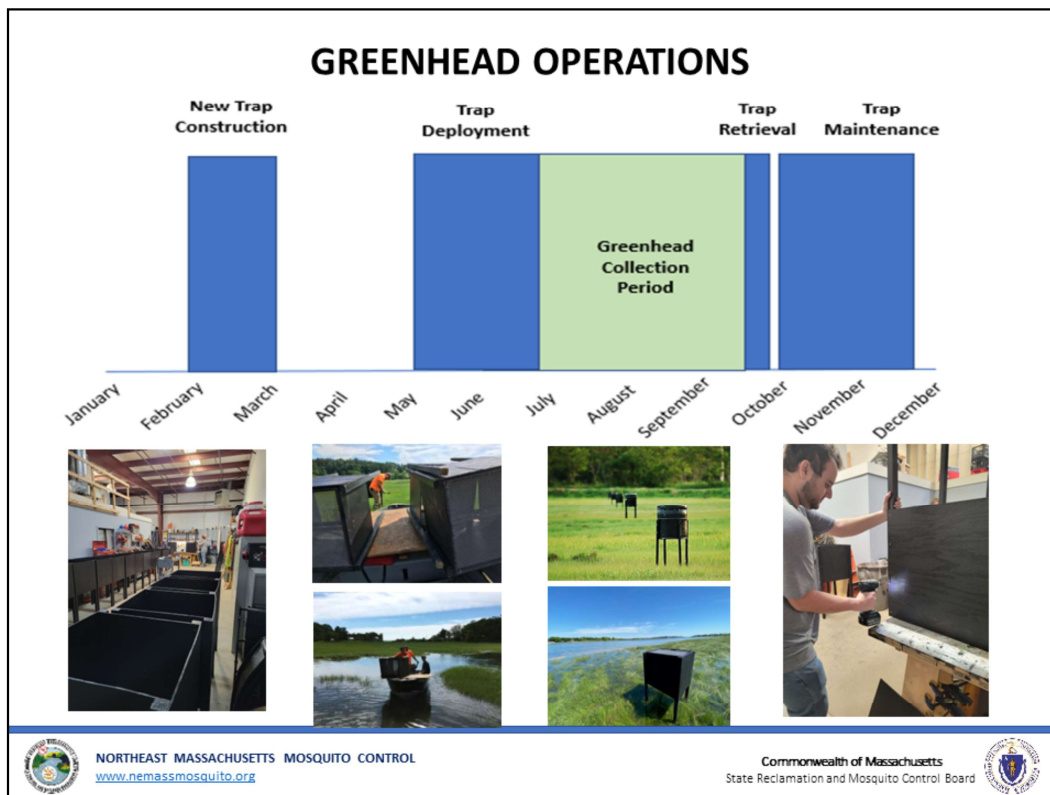 GREENHEAD OPERATIONS
New Trap
Construction
Trap
Deployment
Trap
Retrieval
Trap
Maintenance
Greenhead
Collection
Period
January
February
March
April
May
June
July
August
September
October
November
December
NORTHEAST MASSACHUSETTS MOSQUITO CONTROL
www.nemassmosquito.org
Commonwealth of Massachusetts
State Reclamation and Mosquito Control Board